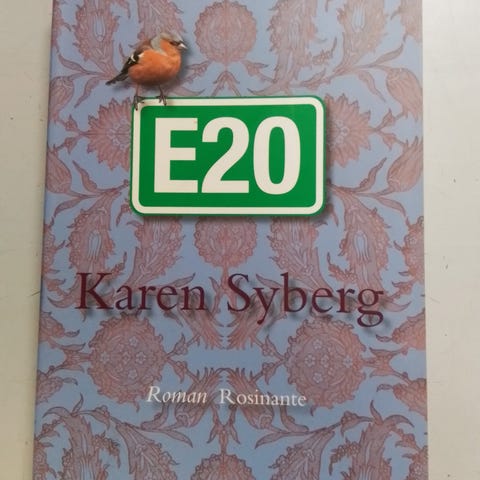 E20
Karen Syberg
Roman Rosinante